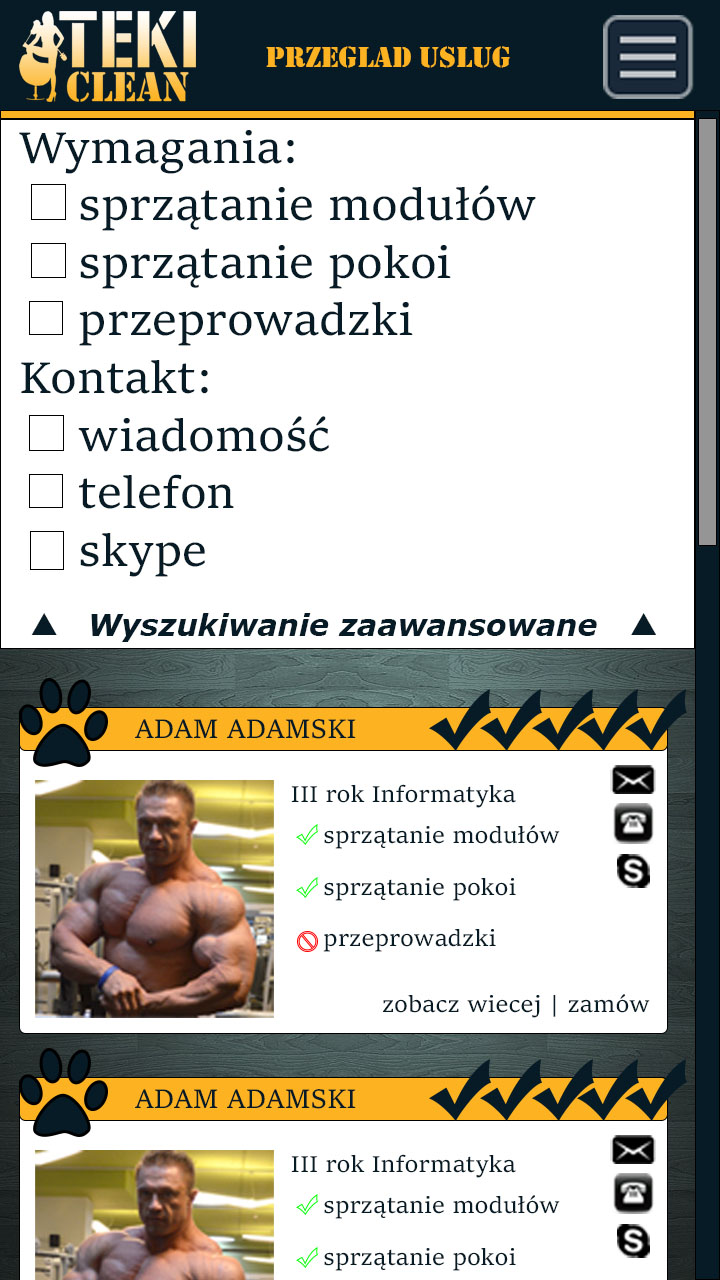 TEKI
CLEAN
PRZEGLAD USLUG
Wymagania:
sprzątanie modułów
sprzątanie pokoi
przeprowadzki
Kontakt:
wiadomość
telefon
skype
▲ Wyszukiwanie zaawansowane ▲
ADAM ADAMSKI
III rok Informatyka
sprzątanie modułów
sprzątanie pokoi
przeprowadzki
zobacz wiecej | zamów
ADAM ADAMSKI
III rok Informatyka
sprzątanie modułów
sprzątanie pokoi